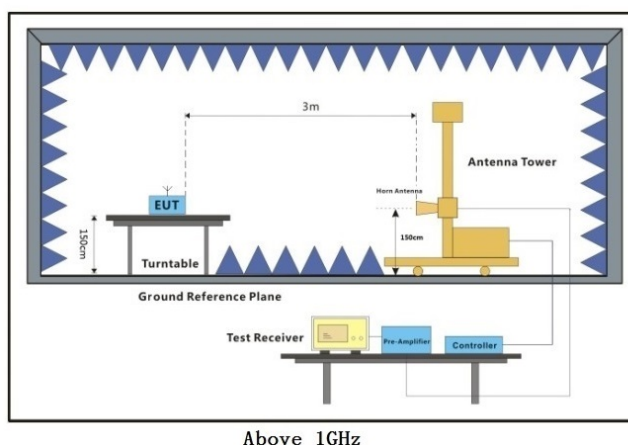 3m
Antenna Tower
Horn Antenna
EUT
150cm
150cm
Turntable
Ground Reference Plane
Test Receiver
Pre-Amplifier
Controller
Above 1GHz